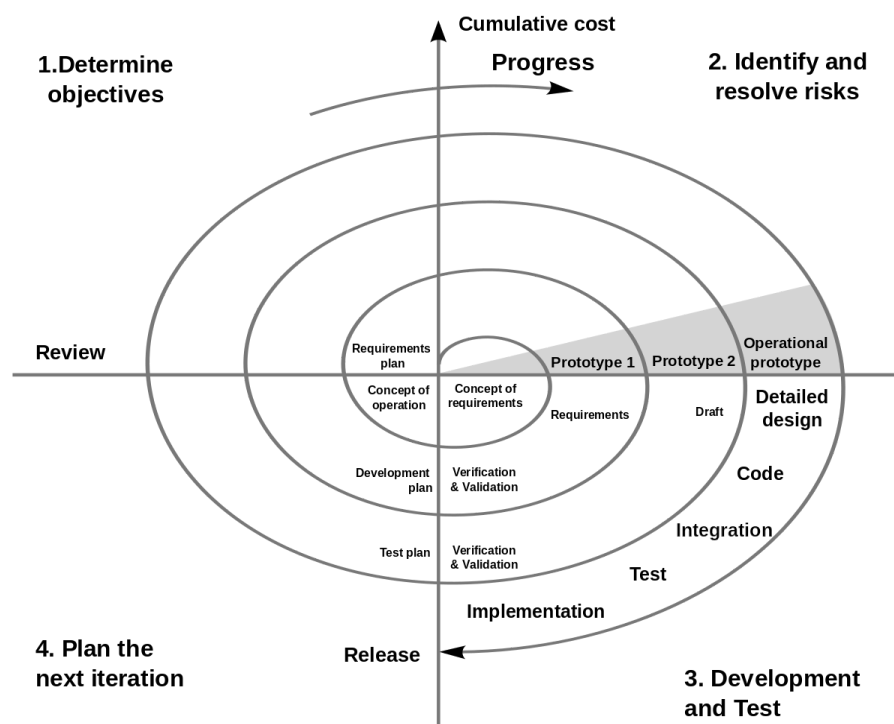 Cumulative cost
Progress
1.Determine
objectives
2. Identify and
resolve risks
Review
Requirements
plan
Prototype 1
Prototype 2
Operational
prototype
Concept of
operation
Concept of
requirements
Requirements
Draft
Detailed
design
Code
Development
plan
Verification
& Validation
Integration
Test plan
Verification
& Validation
Test
Implementation
Release
4. Plan the
next iteration
3. Development
and Test